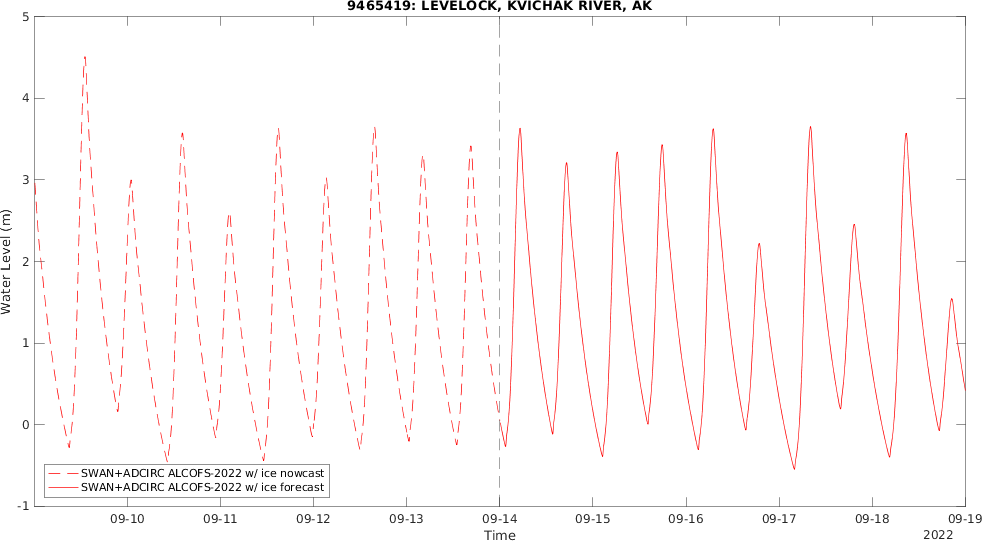 9465419: LEVELOCK, KVICHAK RIVER, AK
5
4
3
2
1
0
-1
Water Level (m)
SWAN+ADCIRC ALCOFS-2022 w/ ice nowcast
SWAN+ADCIRC ALCOFS-2022 w/ ice forecast
09-10 09-11 09-12 09-13 09-14 09-15 09-16 09-17 09-18 09-19
Time
2022